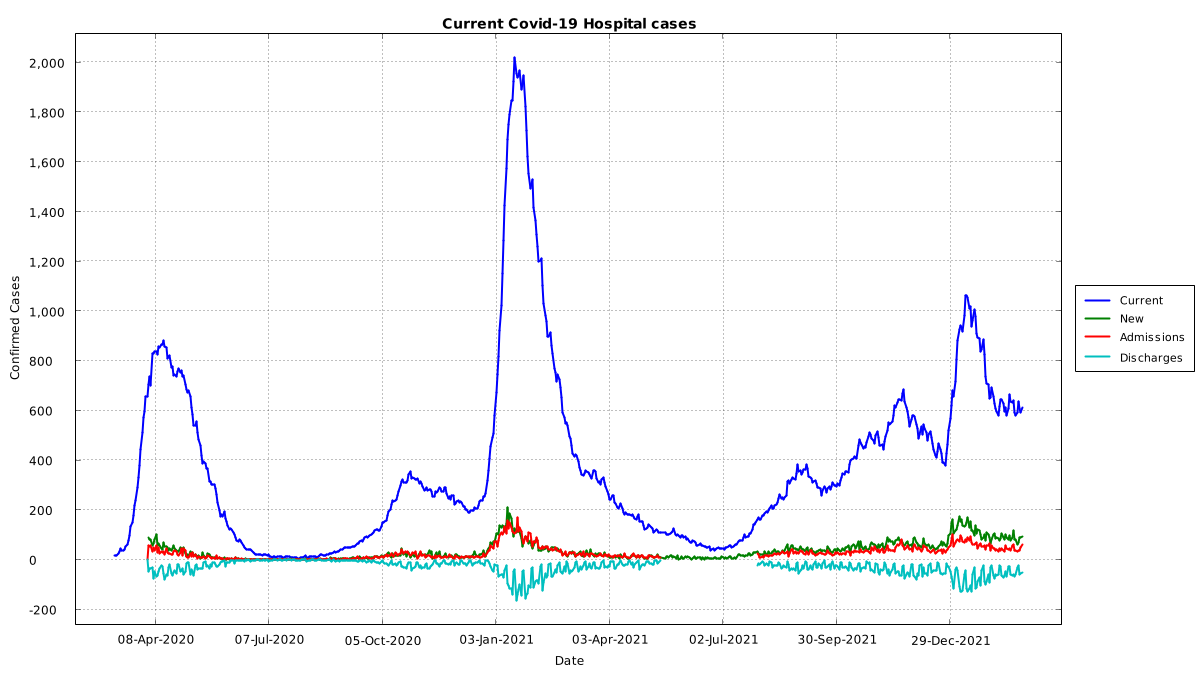 Current Covid-19 Hospital cases
2,000
1,800
1,600
1,400
1,200
1,000
800
600
400
200
0
-200
Confirmed Cases
08-Apr-2020
07-Jul-2020
05-Oct-2020
03-Jan-2021
03-Apr-2021
02-Jul-2021
30-Sep-2021
29-Dec-2021
Date
Current
New
Admissions
Discharges